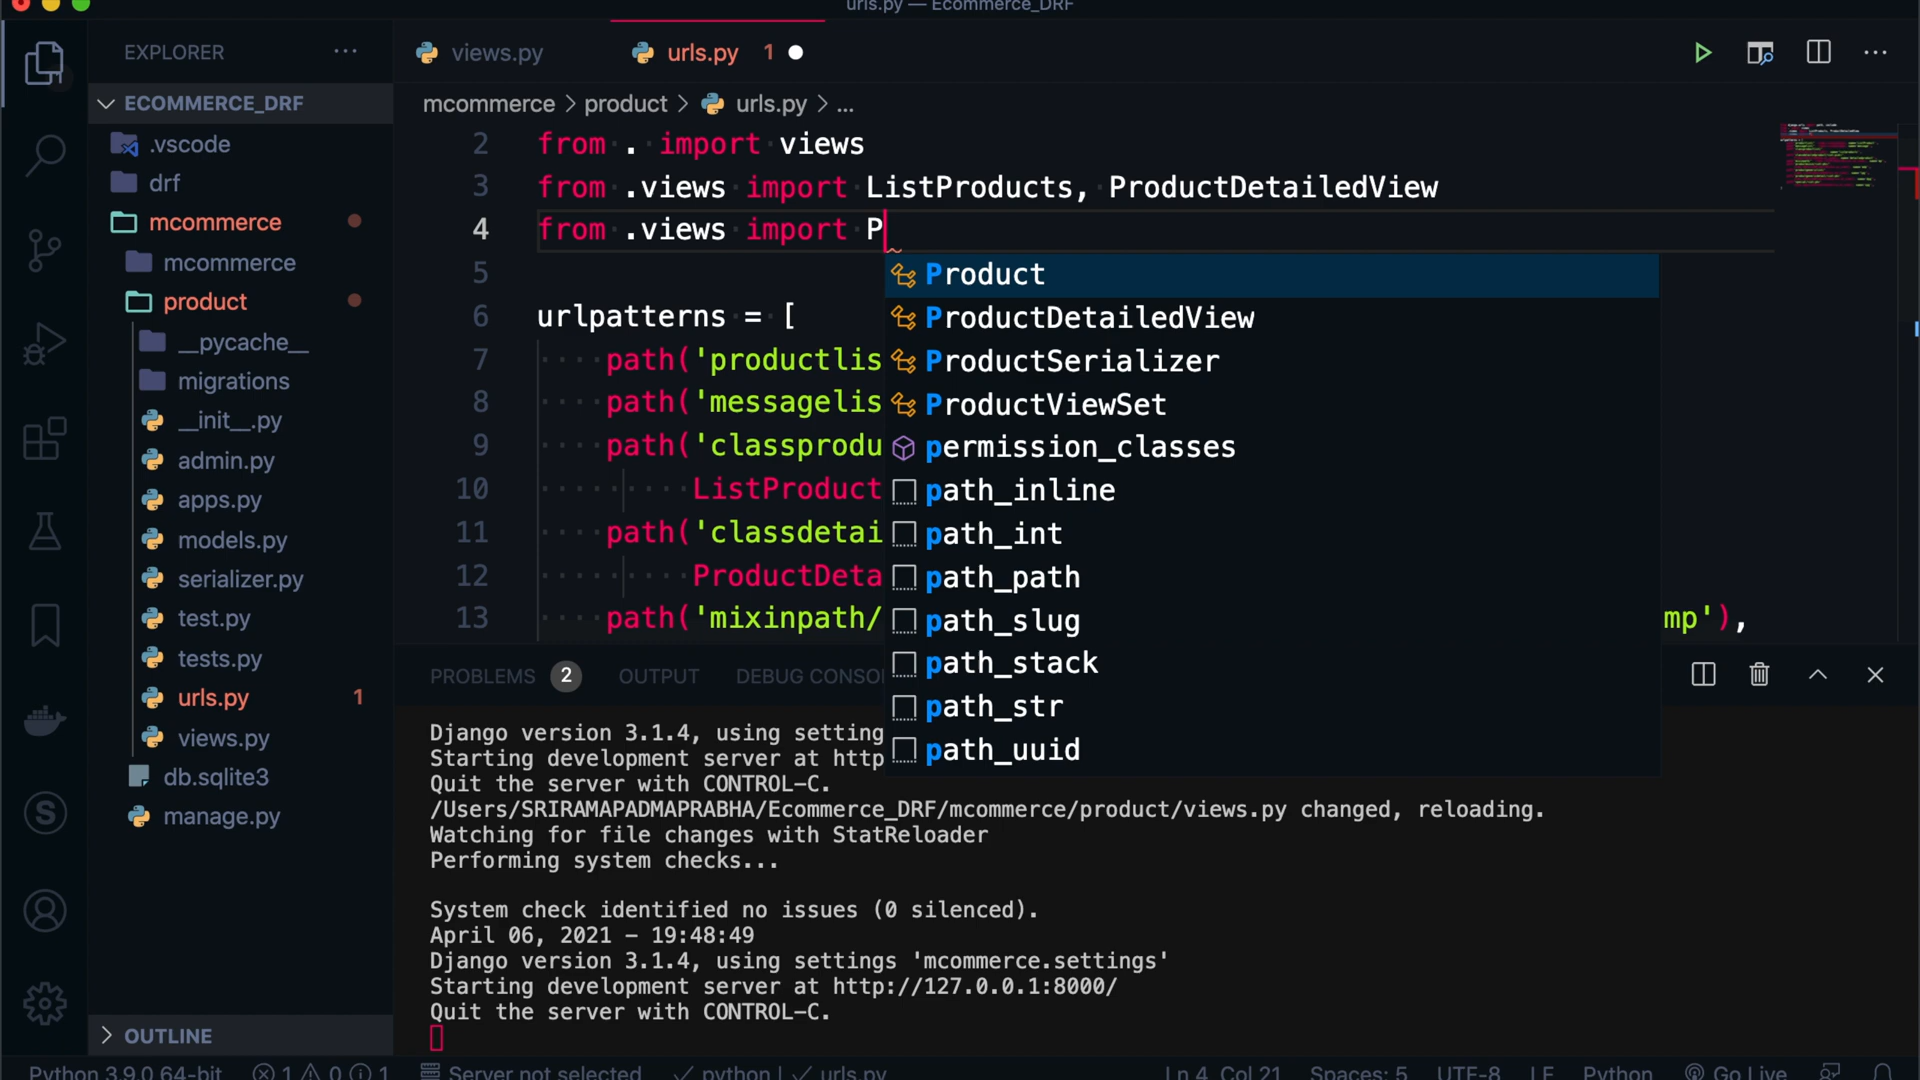 urls.py — Ecommerce_DRF
EXPLORER
views.py
urls.py 1
ECOMMERCE_DRF
mcommerce > product > urls.py > ...
.vscode
drf
mcommerce
mcommerce
product
__pycache__
migrations
__init__.py
admin.py
apps.py
models.py
serializer.py
test.py
tests.py
urls.py 1
views.py
db.sqlite3
manage.py
OUTLINE
2 from . import views
3 from .views import ListProducts, ProductDetailedView
4 from .views import P
5
6 urlpatterns = [
7 path('productlis
8 path('messagelis
9 path('classprodu
10 ListProduct
11 path('classdetai
12 ProductDeta
13 path('mixinpath/ mp'),
Product
ProductDetailedView
ProductSerializer
ProductViewSet
permission_classes
path_inline
path_int
path_path
path_slug
path_stack
path_str
path_uuid
PROBLEMS 2 OUTPUT DEBUG CONSOL
Django version 3.1.4, using setting
Starting development server at http
Quit the server with CONTROL-C.
/Users/SRIRAMAPADMAPRABHA/Ecommerce_DRF/mcommerce/product/views.py changed, reloading.
Watching for file changes with StatReloader
Performing system checks...
System check identified no issues (0 silenced).
April 06, 2021 - 19:48:49
Django version 3.1.4, using settings 'mcommerce.settings'
Starting development server at http://127.0.0.1:8000/
Quit the server with CONTROL-C.
Python 3.9.0 64-bit 1 0 1 Server not selected python | urls.py Ln 4, Col 21 Spaces: 5 UTF-8 LF Python Go Live